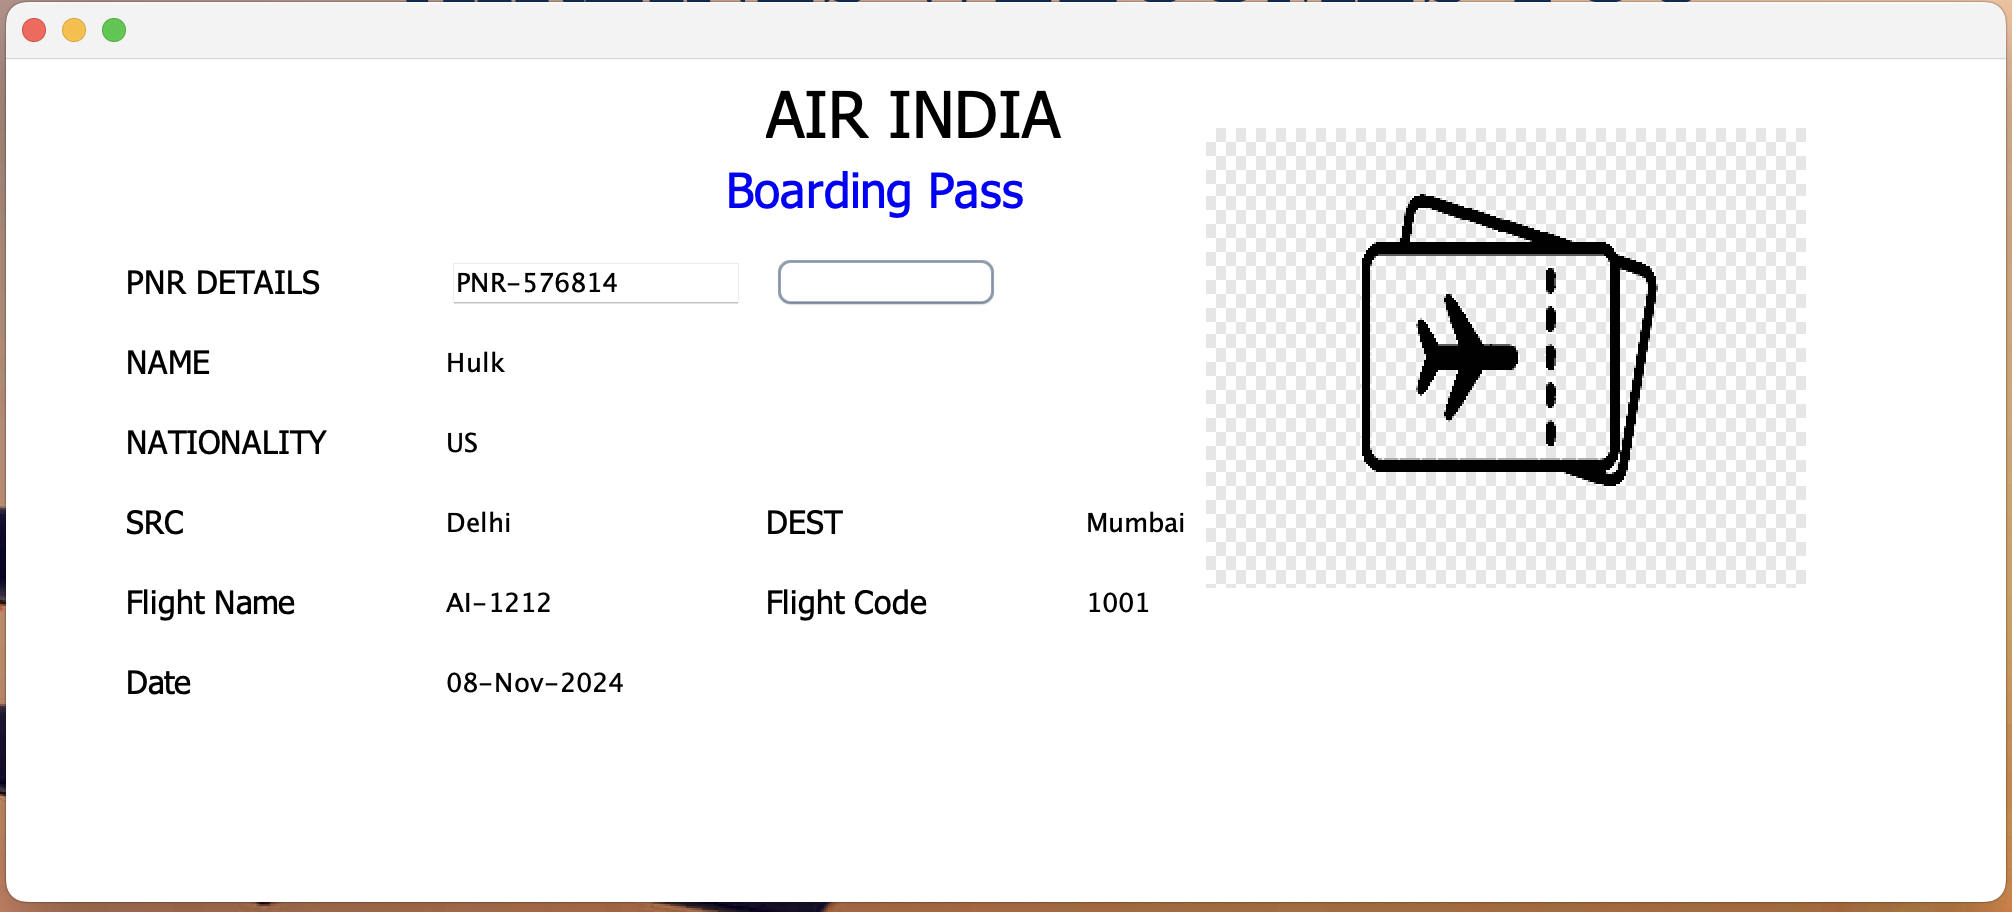 AIR INDIA
Boarding Pass
PNR DETAILS PNR-576814
NAME Hulk
NATIONALITY US
SRC Delhi DEST Mumbai
Flight Name AI-1212 Flight Code 1001
Date 08-Nov-2024